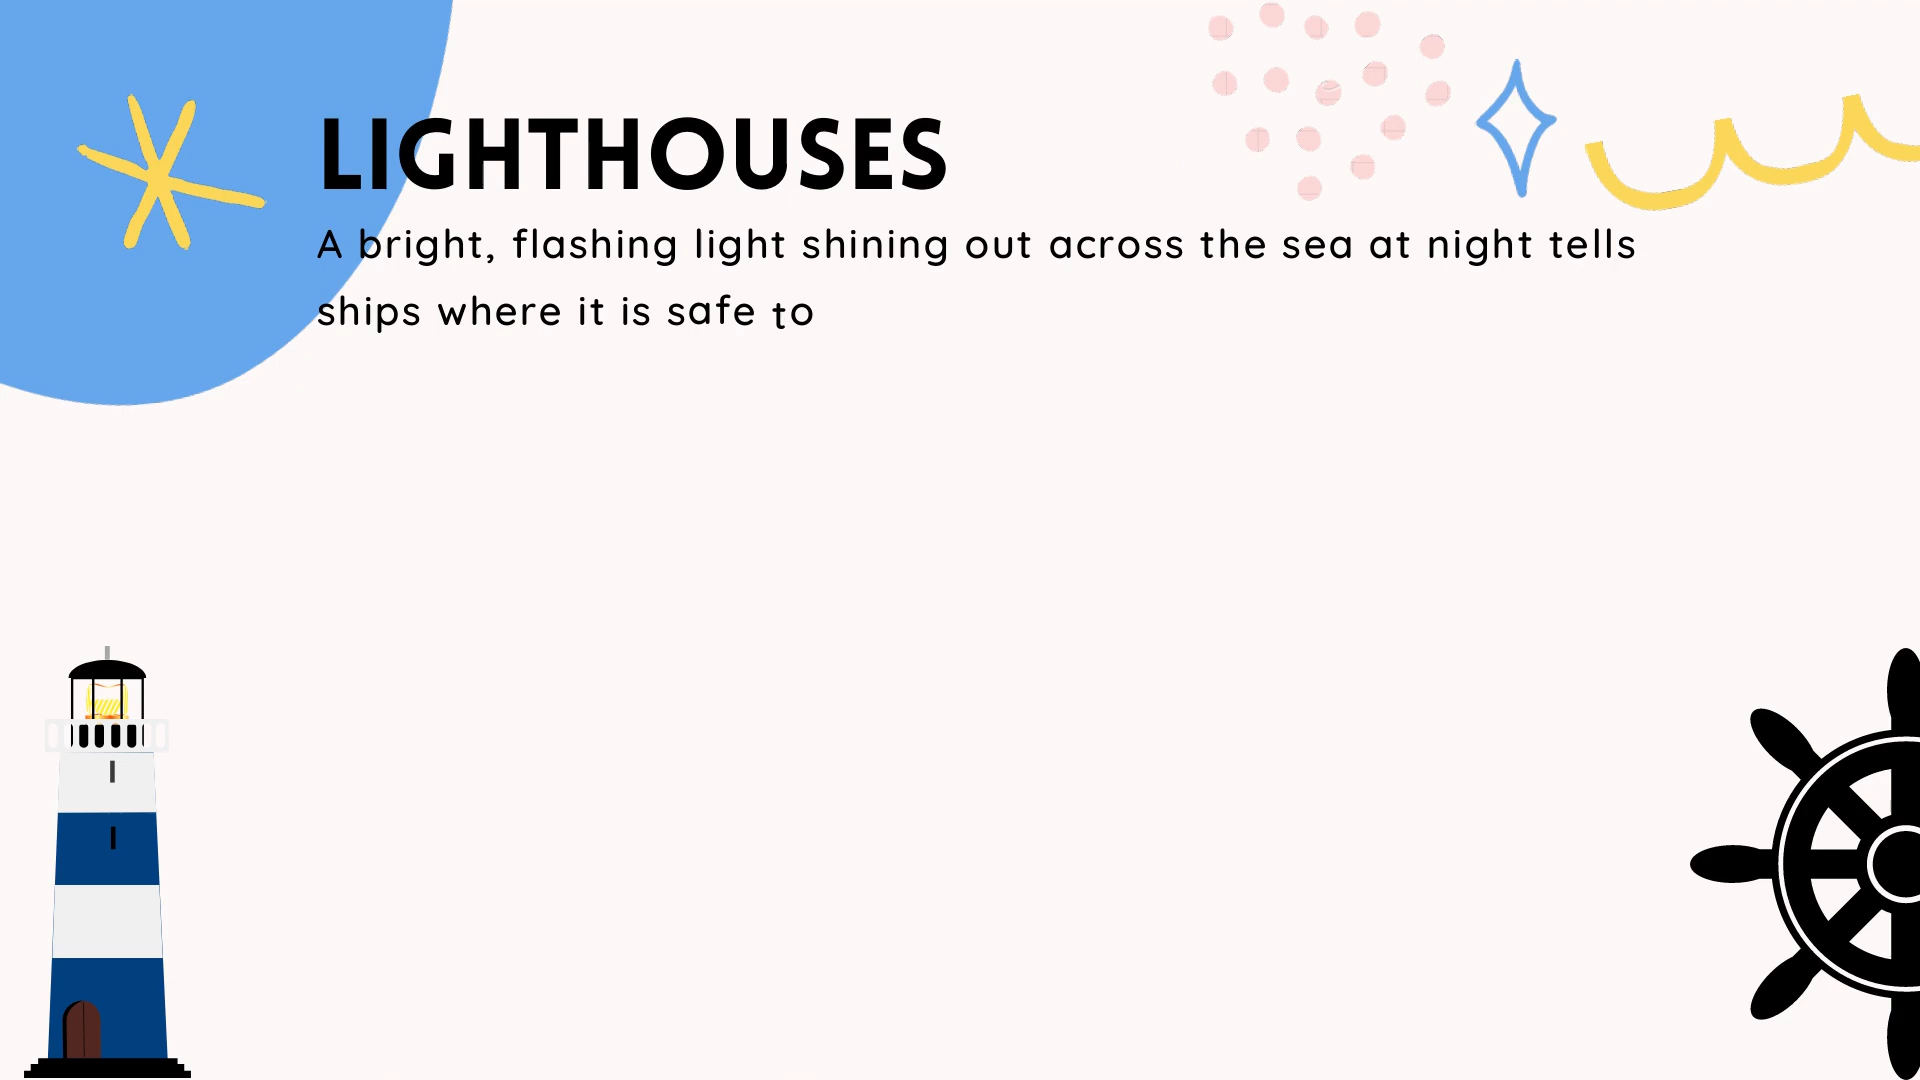 LIGHTHOUSES
A bright, flashing light shining out across the sea at night tells
ships where it is safe to